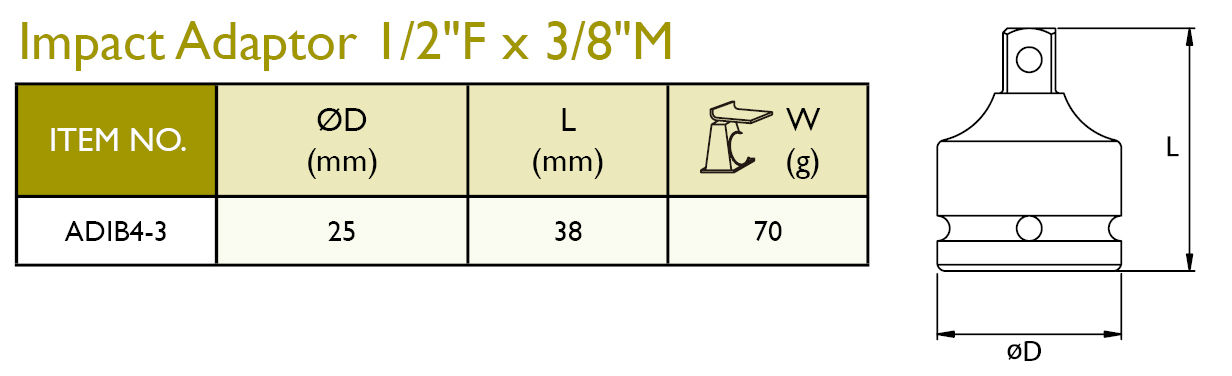 Impact Adaptor 1/2"F x 3/8"M
ITEM NO.
ØD
(mm)
L
(mm)
W
(g)
ADIB4-3
25
38
70
L
øD